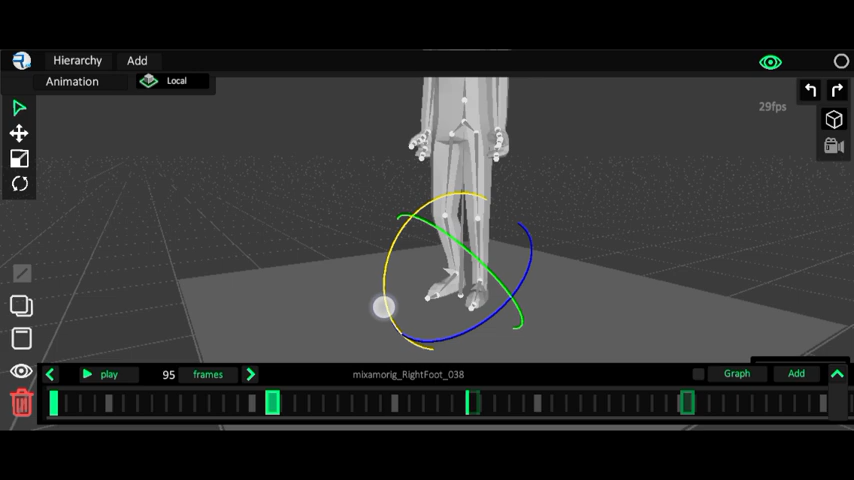 Hierarchy Add
Animation Local
29fps
play 95 frames mixamorig_RightFoot_038 Graph Add